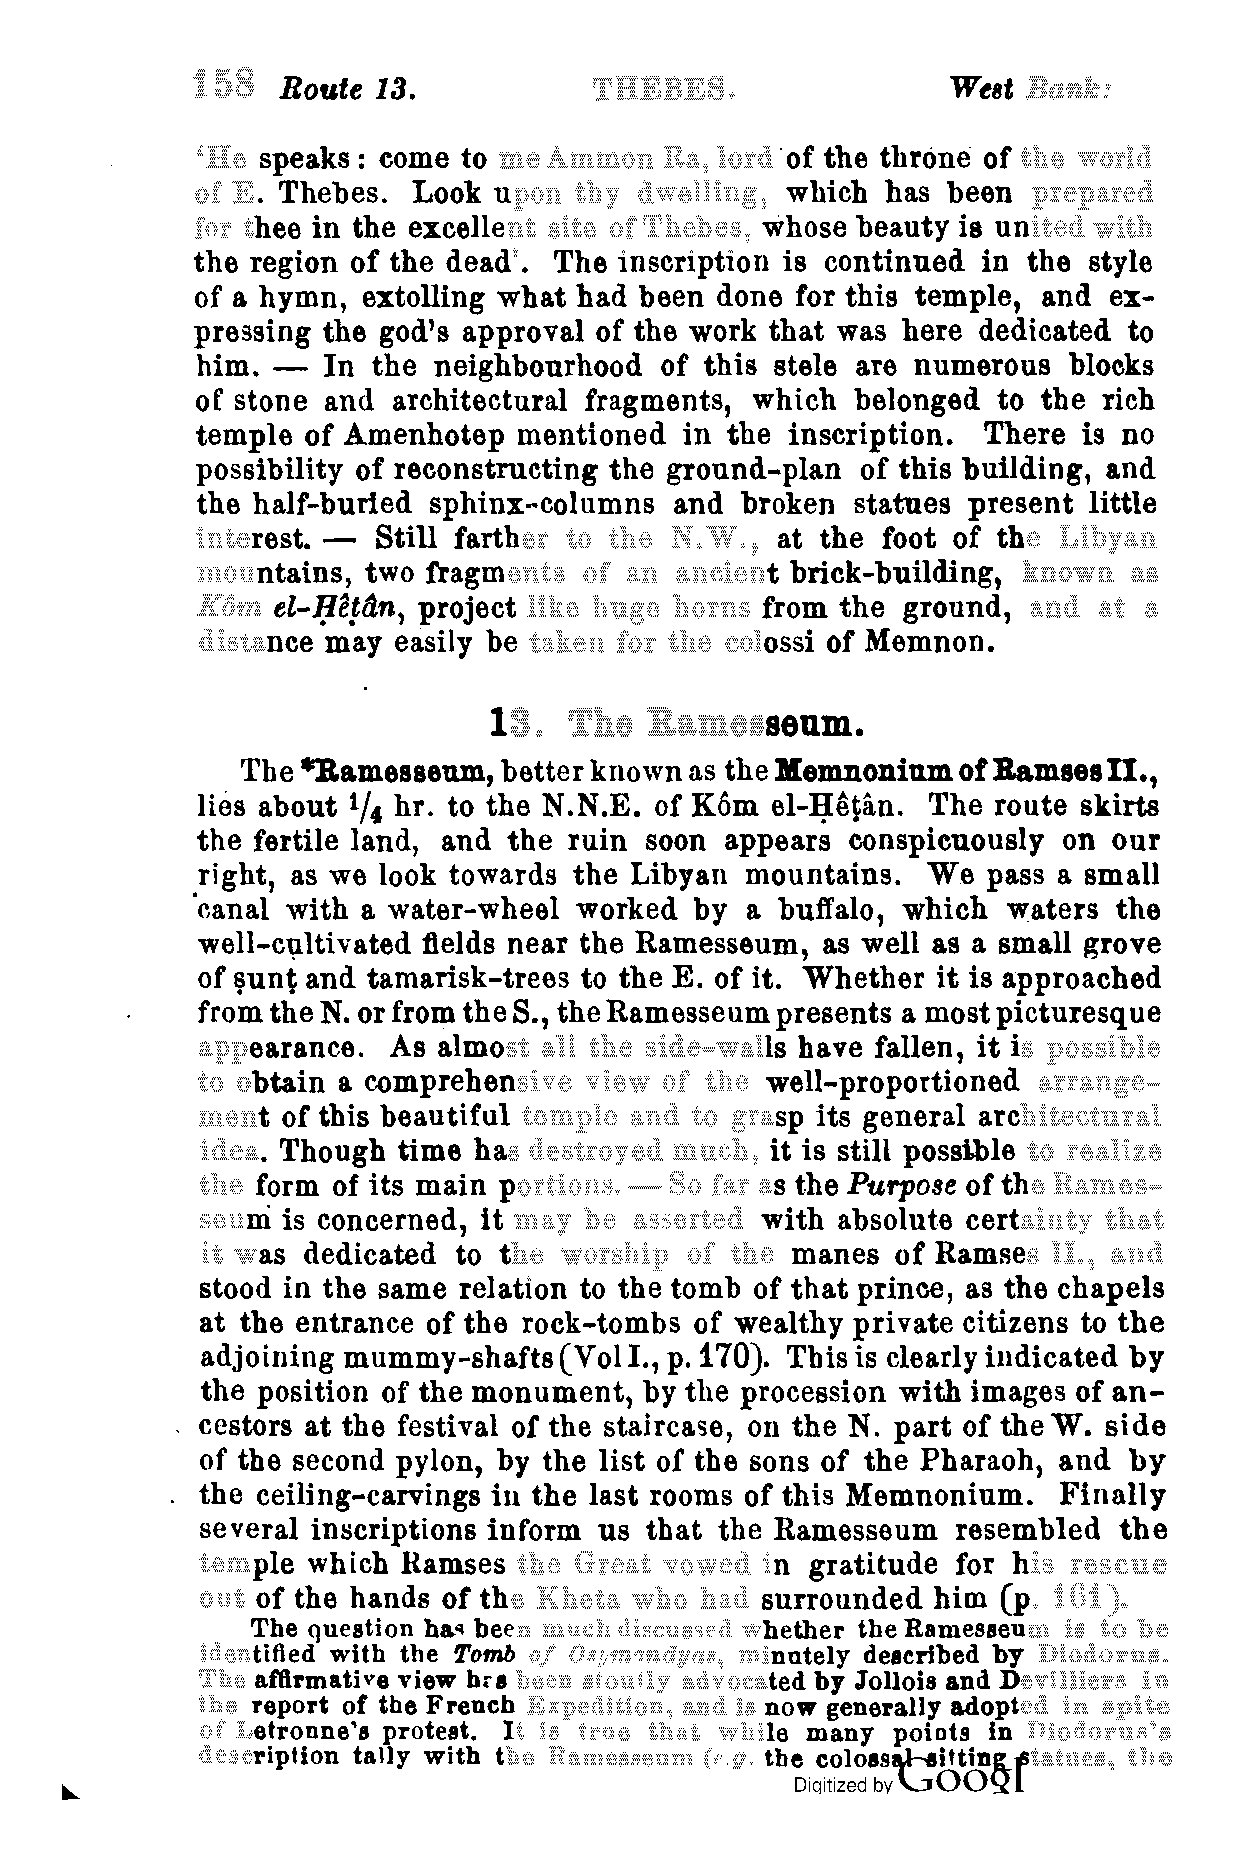 158 Route 13. THEBES. West Bank:
'He speaks: come to me Ammon Ra, lord of the throne of the world
of E. Thebes. Look upon thy dwelling, which has been prepared
for thee in the excellent site of Thebes, whose beauty is united with
the region of the dead'. The inscription is continued in the style
of a hymn, extolling what had been done for this temple, and ex-
pressing the god's approval of the work that was here dedicated to
him. — In the neighbourhood of this stele are numerous blocks
of stone and architectural fragments, which belonged to the rich
temple of Amenhotep mentioned in the inscription. There is no
possibility of reconstructing the ground-plan of this building, and
the half-buried sphinx-columns and broken statues present little
interest. — Still farther to the N.W., at the foot of the Libyan
mountains, two fragments of an ancient brick-building, known as
Kôm el-Ḥêṭân, project like huge horns from the ground, and at a
distance may easily be taken for the colossi of Memnon.
13. The Ramesseum.
The *Ramesseum, better known as the Memnonium of Ramses II.,
lies about 1/4 hr. to the N.N.E. of Kôm el-Ḥêṭân. The route skirts
the fertile land, and the ruin soon appears conspicuously on our
right, as we look towards the Libyan mountains. We pass a small
canal with a water-wheel worked by a buffalo, which waters the
well-cultivated fields near the Ramesseum, as well as a small grove
of ṣunṭ and tamarisk-trees to the E. of it. Whether it is approached
from the N. or from the S., the Ramesseum presents a most picturesque
appearance. As almost all the side-walls have fallen, it is possible
to obtain a comprehensive view of the well-proportioned arrange-
ment of this beautiful temple and to grasp its general architectural
idea. Though time has destroyed much, it is still possible to realize
the form of its main portions. — So far as the Purpose of the Rames-
seum is concerned, it may be asserted with absolute certainty that
it was dedicated to the worship of the manes of Ramses II., and
stood in the same relation to the tomb of that prince, as the chapels
at the entrance of the rock-tombs of wealthy private citizens to the
adjoining mummy-shafts (Vol I., p. 170). This is clearly indicated by
the position of the monument, by the procession with images of an-
cestors at the festival of the staircase, on the N. part of the W. side
of the second pylon, by the list of the sons of the Pharaoh, and by
the ceiling-carvings in the last rooms of this Memnonium. Finally
several inscriptions inform us that the Ramesseum resembled the
temple which Ramses the Great vowed in gratitude for his rescue
out of the hands of the Kheta who had surrounded him (p. 161).
The question has been much discussed whether the Ramesseum is to be
identified with the Tomb of Osymandyas, minutely described by Diodorus.
The affirmative view has been stoutly advocated by Jollois and Devilliers in
the report of the French Expedition, and is now generally adopted in spite
of Letronne's protest. It is true that while many points in Diodorus's
description tally with the Ramesseum (e.g. the colossal sitting statues, the
Digitized by Google